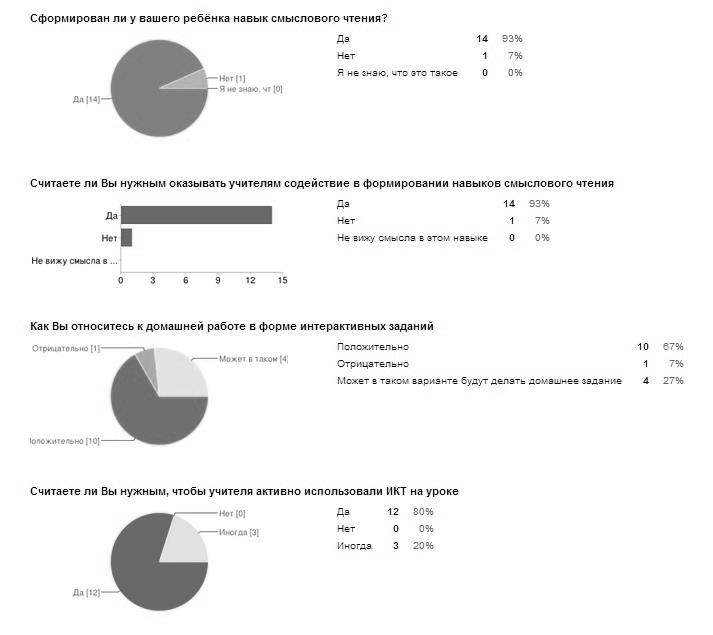 Сформирован ли у вашего ребёнка навык смыслового чтения?
Да 14 93%
Нет 1 7%
Я не знаю, что это такое 0 0%
Нет [1]
Я не знаю, чт [0]
Да [14]
Считаете ли Вы нужным оказывать учителям содействие в формировании навыков смыслового чтения
Да
Нет
Не вижу смысла в ...
0 3 6 9 12 15
Да 14 93%
Нет 1 7%
Не вижу смысла в этом навыке 0 0%
Как Вы относитесь к домашней работе в форме интерактивных заданий
Отрицательно [1]
Может в таком [4]
Положительно [10]
Положительно 10 67%
Отрицательно 1 7%
Может в таком варианте будут делать домашнее задание 4 27%
Считаете ли Вы нужным, чтобы учителя активно использовали ИКТ на уроке
Нет [0]
Иногда [3]
Да [12]
Да 12 80%
Нет 0 0%
Иногда 3 20%